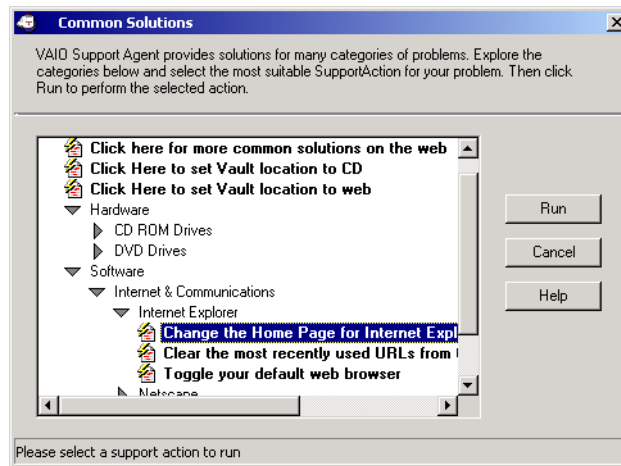 Common Solutions
VAIO Support Agent provides solutions for many categories of problems. Explore the
categories below and select the most suitable SupportAction for your problem. Then click
Run to perform the selected action.
Click here for more common solutions on the web
Click Here to set Vault location to CD
Click Here to set Vault location to web
Hardware
CD ROM Drives
DVD Drives
Software
Internet & Communications
Internet Explorer
Change the Home Page for Internet Expl
Clear the most recently used URLs from
Toggle your default web browser
Netscape
Run
Cancel
Help
Please select a support action to run